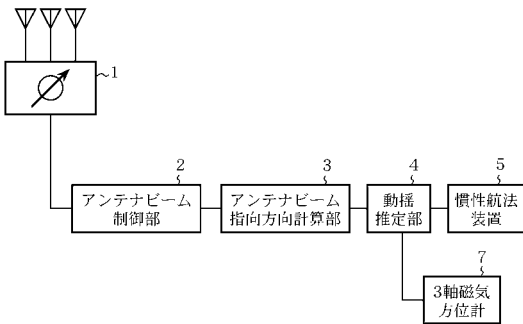 1
2
アンテナビーム
制御部
3
アンテナビーム
指向方向計算部
4
動揺
推定部
5
慣性航法
装置
7
3軸磁気
方位計